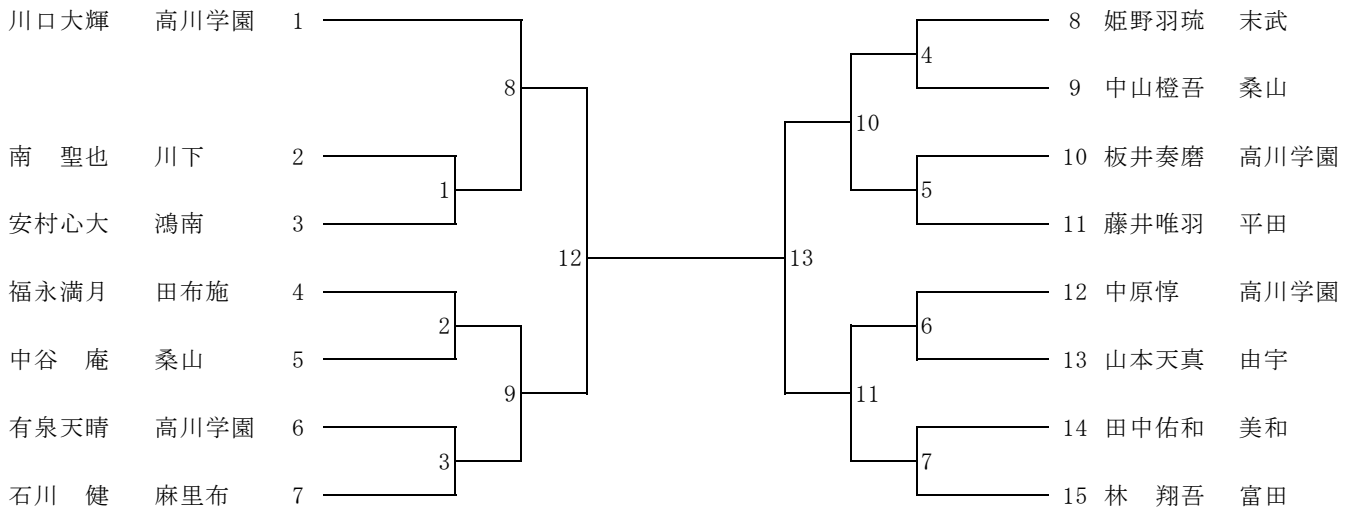 川口大輝 高川学園 1
8 姫野羽琉 末武
4
8
9 中山橙吾 桑山
10
南 聖也 川下 2
10 板井奏磨 高川学園
1
5
安村心大 鴻南 3
11 藤井唯羽 平田
12
13
福永満月 田布施 4
12 中原惇 高川学園
2
6
中谷 庵 桑山 5
13 山本天真 由宇
9
11
有泉天晴 高川学園 6
14 田中佑和 美和
3
7
石川 健 麻里布 7
15 林 翔吾 富田